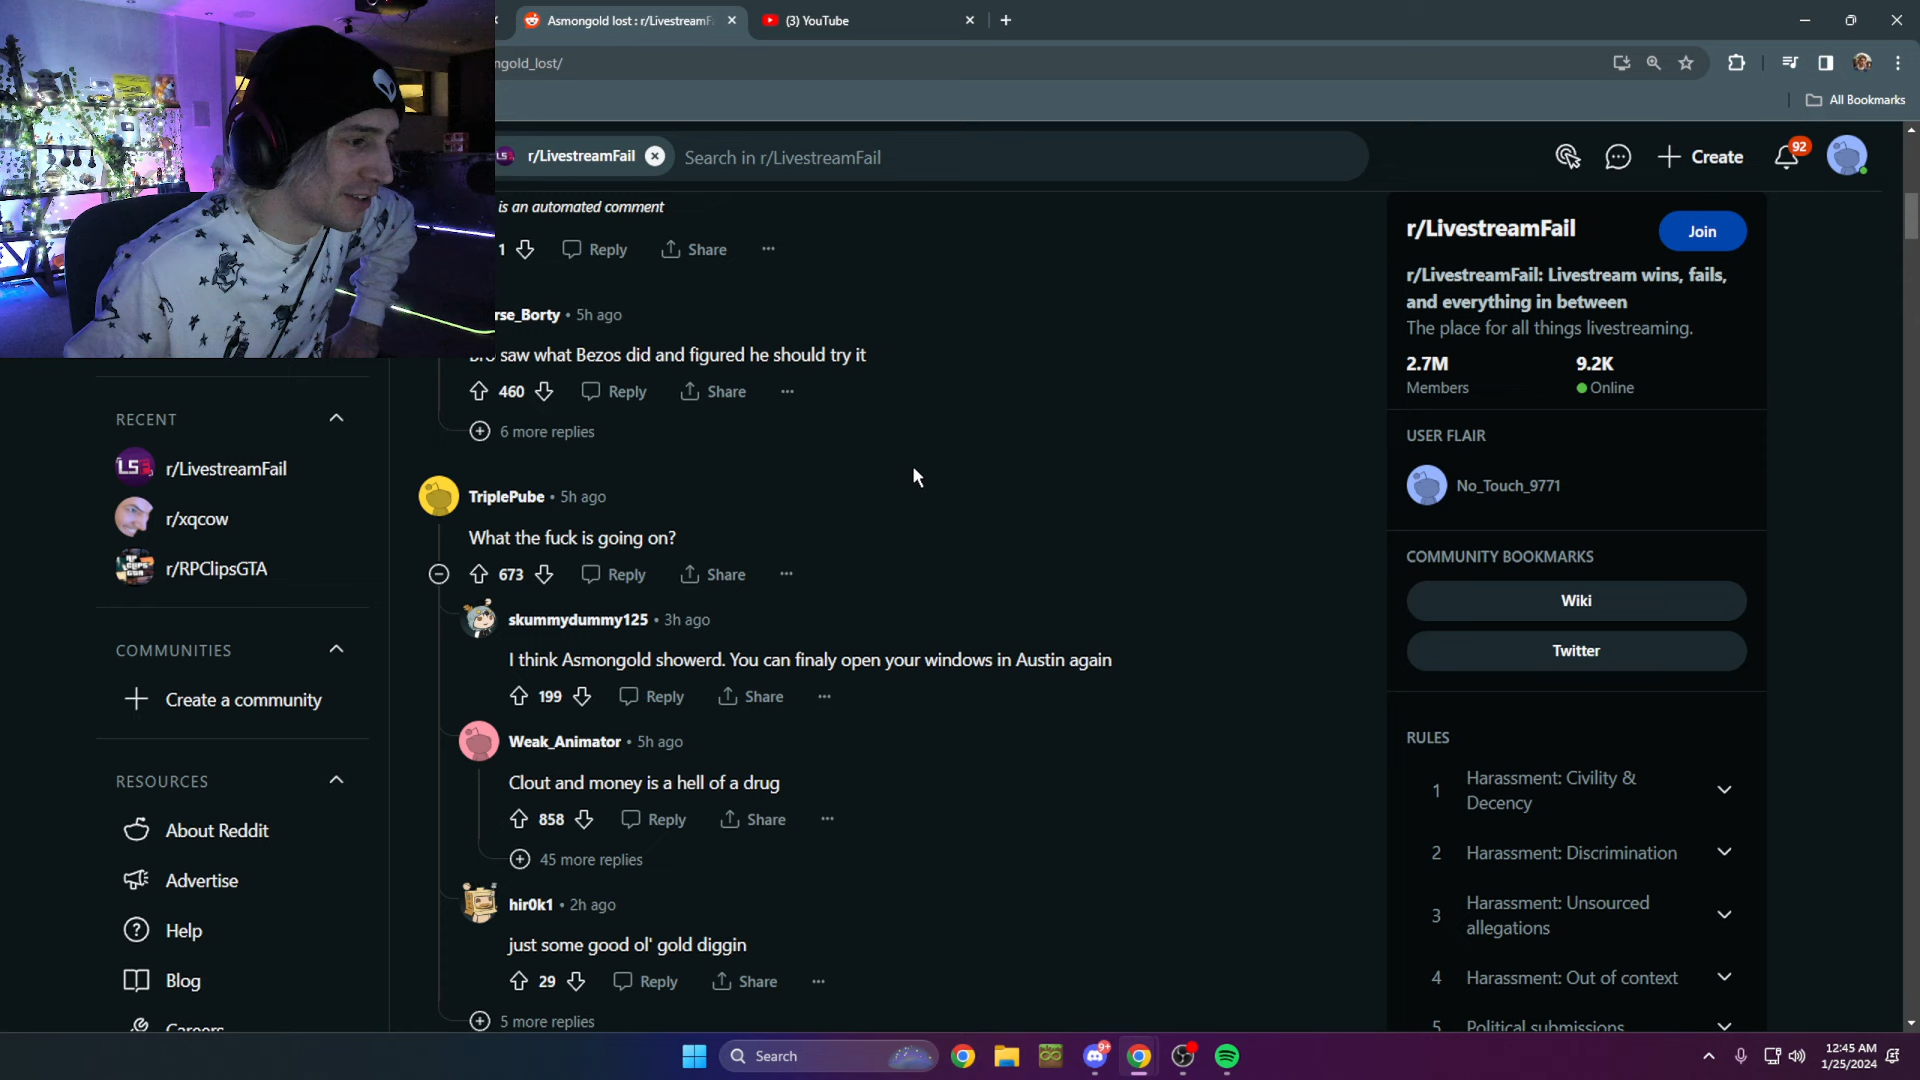 Asmongold lost : r/LivestreamF
(3) YouTube
ngold_lost/
All Bookmarks
r/LivestreamFail
Search in r/LivestreamFail
Create
92
is an automated comment
1
Reply
Share
rse_Borty • 5h ago
saw what Bezos did and figured he should try it
460
Reply
Share
6 more replies
TriplePube • 5h ago
What the fuck is going on?
673
Reply
Share
skummydummy125 • 3h ago
I think Asmongold showerd. You can finaly open your windows in Austin again
199
Reply
Share
Weak_Animator • 5h ago
Clout and money is a hell of a drug
858
Reply
Share
45 more replies
hir0k1 • 2h ago
just some good ol' gold diggin
29
Reply
Share
5 more replies
RECENT
r/LivestreamFail
r/xqcow
r/RPClipsGTA
COMMUNITIES
Create a community
RESOURCES
About Reddit
Advertise
Help
Blog
Careers
r/LivestreamFail
Join
r/LivestreamFail: Livestream wins, fails,
and everything in between
The place for all things livestreaming.
2.7M
9.2K
Members
Online
USER FLAIR
No_Touch_9771
COMMUNITY BOOKMARKS
Wiki
Twitter
RULES
1
Harassment: Civility &
Decency
2
Harassment: Discrimination
3
Harassment: Unsourced
allegations
4
Harassment: Out of context
5
Political submissions
Search
9+
12:45 AM
1/25/2024